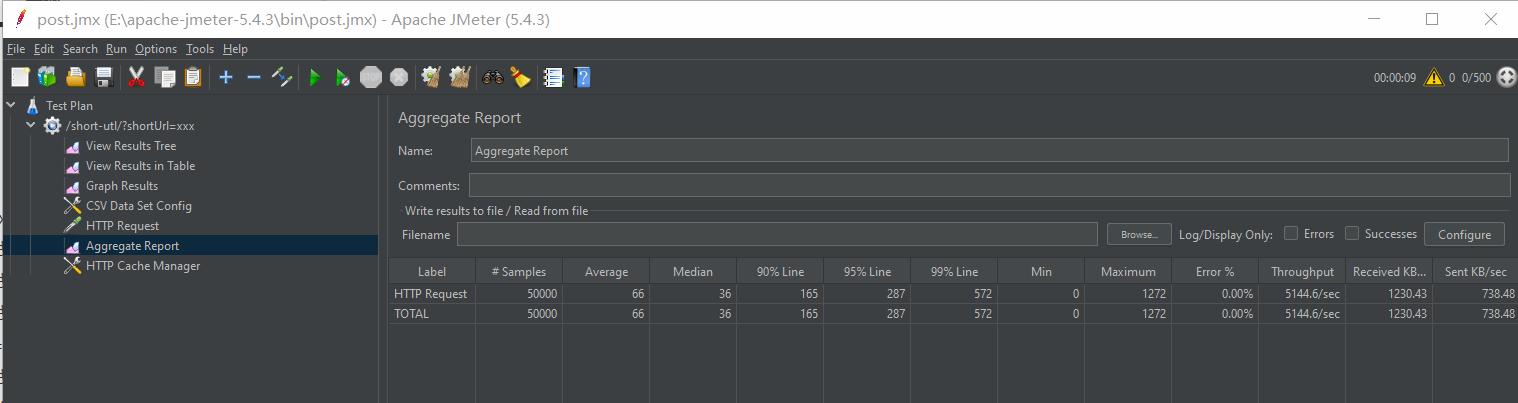 post.jmx (E:\apache-jmeter-5.4.3\bin\post.jmx) - Apache JMeter (5.4.3)
File Edit Search Run Options Tools Help
STOP 00:00:09 0 0/500
Test Plan
/short-utl/?shortUrl=xxx
View Results Tree
View Results in Table
Graph Results
CSV Data Set Config
HTTP Request
Aggregate Report
HTTP Cache Manager
Aggregate Report
Name: Aggregate Report
Comments:
Write results to file / Read from file
Filename Browse... Log/Display Only: Errors Successes Configure
Label # Samples Average Median 90% Line 95% Line 99% Line Min Maximum Error % Throughput Received KB... Sent KB/sec
HTTP Request 50000 66 36 165 287 572 0 1272 0.00% 5144.6/sec 1230.43 738.48
TOTAL 50000 66 36 165 287 572 0 1272 0.00% 5144.6/sec 1230.43 738.48